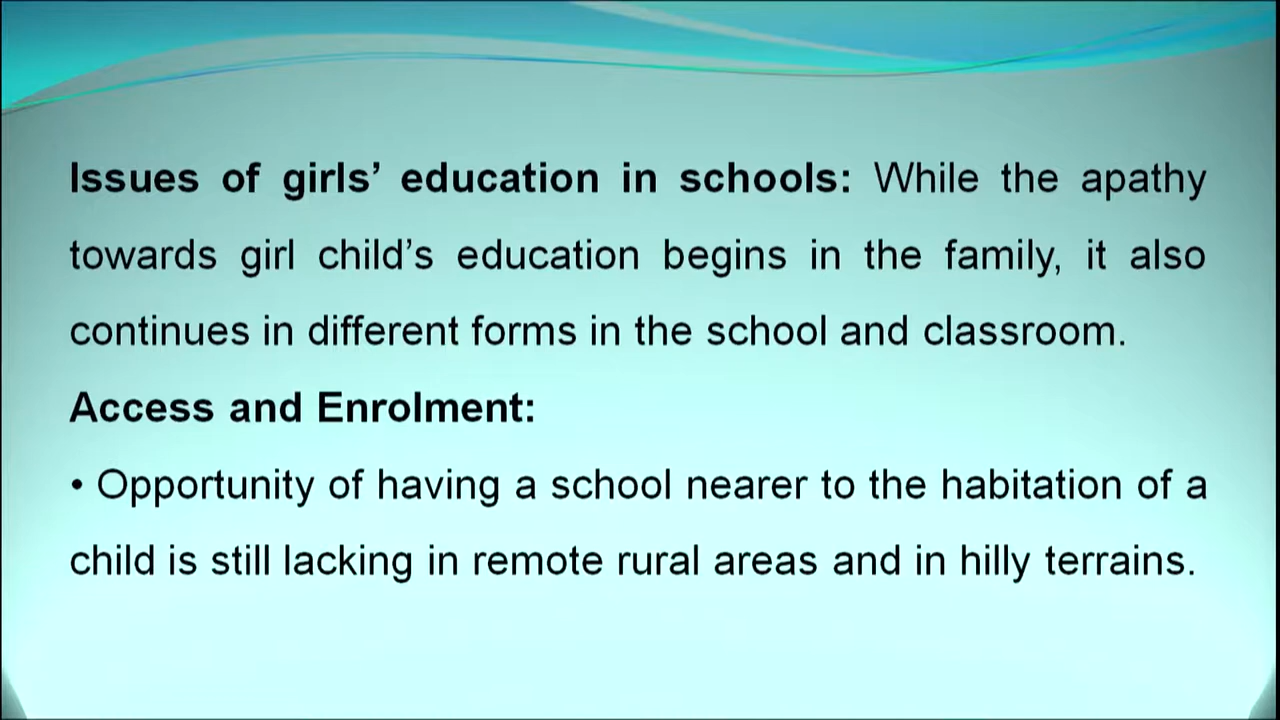 Issues of girls’ education in schools: While the apathy
towards girl child’s education begins in the family, it also
continues in different forms in the school and classroom.
Access and Enrolment:
• Opportunity of having a school nearer to the habitation of a
child is still lacking in remote rural areas and in hilly terrains.